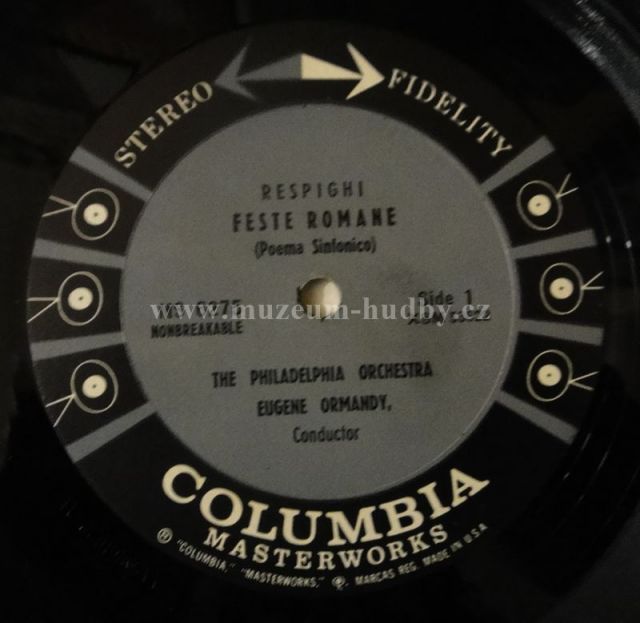 STEREO FIDELITY
RESPIGHI
FESTE ROMANE
(Poema Sinfonico)
www.muzeum-hudby.cz
Side 1
NONBREAKABLE
THE PHILADELPHIA ORCHESTRA
EUGENE ORMANDY,
Conductor
COLUMBIA
MASTERWORKS
® "COLUMBIA," "MASTERWORKS," ℗. MARCAS REG. MADE IN U.S.A.